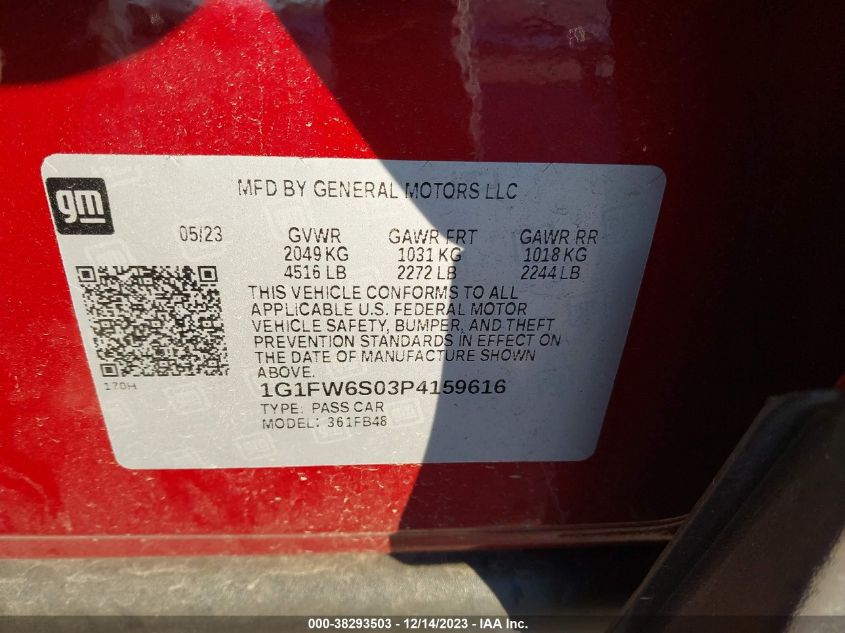 gm
MFD BY GENERAL MOTORS LLC
05/23 GVWR GAWR FRT GAWR RR
2049 KG 1031 KG 1018 KG
4516 LB 2272 LB 2244 LB
THIS VEHICLE CONFORMS TO ALL
APPLICABLE U.S. FEDERAL MOTOR
VEHICLE SAFETY, BUMPER, AND THEFT
PREVENTION STANDARDS IN EFFECT ON
THE DATE OF MANUFACTURE SHOWN
ABOVE.
170H
1G1FW6S03P4159616
TYPE: PASS CAR
MODEL: 361FB48
000-38293503 - 12/14/2023 - IAA Inc.